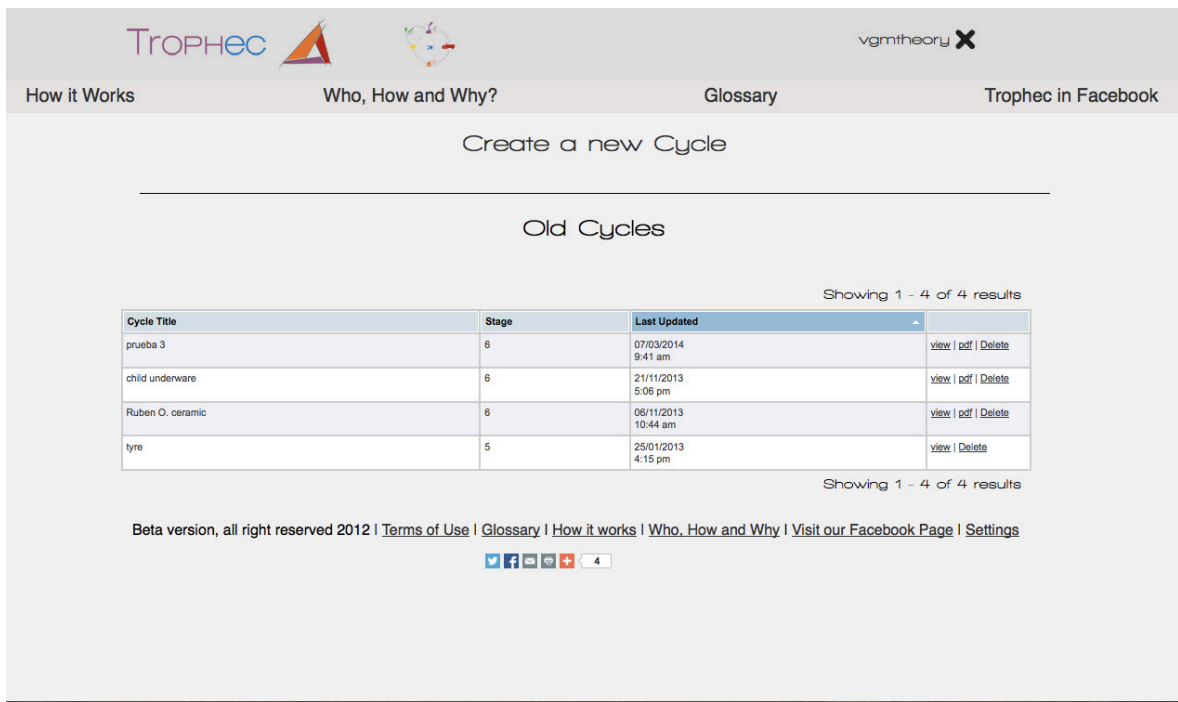 TROPHEC
vgmtheory
How it Works Who, How and Why? Glossary Trophec in Facebook
Create a new Cycle
Old Cycles
Showing 1 - 4 of 4 results
Cycle Title Stage Last Updated
prueba 3 6 07/03/2014 view | pdf | Delete
9:41 am
child underware 6 21/11/2013 view | pdf | Delete
5:06 pm
Ruben O. ceramic 6 06/11/2013 view | pdf | Delete
10:44 am
tyre 5 25/01/2013 view | Delete
4:15 pm
Showing 1 - 4 of 4 results
Beta version, all right reserved 2012 | Terms of Use | Glossary | How it works | Who, How and Why | Visit our Facebook Page | Settings
4